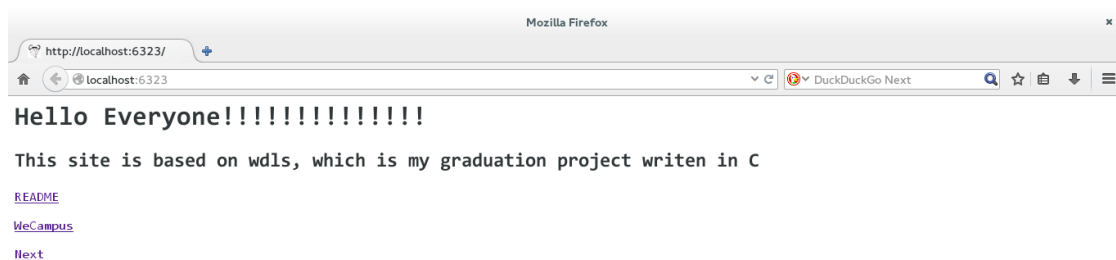 Mozilla Firefox
http://localhost:6323/
localhost:6323
DuckDuckGo Next
Hello Everyone!!!!!!!!!!!!!!
This site is based on wdls, which is my graduation project writen in C
README
WeCampus
Next